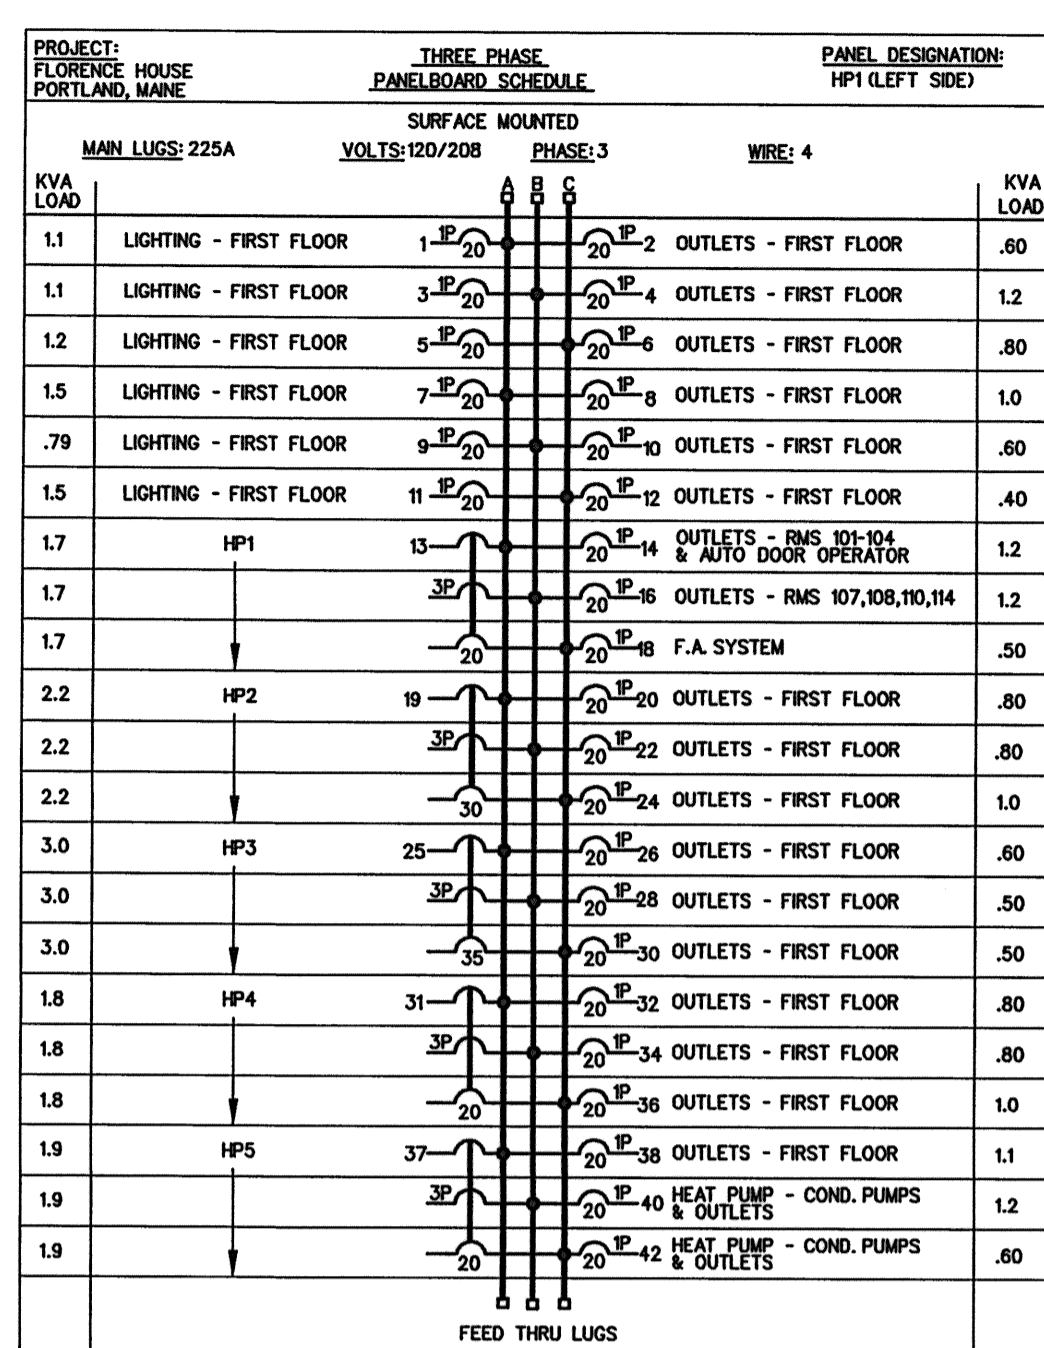 PROJECT:
FLORENCE HOUSE
PORTLAND, MAINE
THREE PHASE
PANELBOARD SCHEDULE
PANEL DESIGNATION:
HP1 (LEFT SIDE)
SURFACE MOUNTED
MAIN LUGS: 225A VOLTS: 120/208 PHASE: 3 WIRE: 4
KVA LOAD A B C KVA LOAD
1.1 LIGHTING - FIRST FLOOR 1 1P 20 20 1P 2 OUTLETS - FIRST FLOOR .60
1.1 LIGHTING - FIRST FLOOR 3 1P 20 20 1P 4 OUTLETS - FIRST FLOOR 1.2
1.2 LIGHTING - FIRST FLOOR 5 1P 20 20 1P 6 OUTLETS - FIRST FLOOR .80
1.5 LIGHTING - FIRST FLOOR 7 1P 20 20 1P 8 OUTLETS - FIRST FLOOR 1.0
.79 LIGHTING - FIRST FLOOR 9 1P 20 20 1P 10 OUTLETS - FIRST FLOOR .60
1.5 LIGHTING - FIRST FLOOR 11 1P 20 20 1P 12 OUTLETS - FIRST FLOOR .40
1.7 HP1 13 20 1P 14 OUTLETS - RMS 101-104 & AUTO DOOR OPERATOR 1.2
1.7 3P 20 1P 16 OUTLETS - RMS 107,108,110,114 1.2
1.7 20 20 1P 18 F.A. SYSTEM .50
2.2 HP2 19 20 1P 20 OUTLETS - FIRST FLOOR .80
2.2 3P 20 1P 22 OUTLETS - FIRST FLOOR .80
2.2 30 20 1P 24 OUTLETS - FIRST FLOOR 1.0
3.0 HP3 25 20 1P 26 OUTLETS - FIRST FLOOR .60
3.0 3P 20 1P 28 OUTLETS - FIRST FLOOR .50
3.0 35 20 1P 30 OUTLETS - FIRST FLOOR .50
1.8 HP4 31 20 1P 32 OUTLETS - FIRST FLOOR .80
1.8 3P 20 1P 34 OUTLETS - FIRST FLOOR .80
1.8 20 20 1P 36 OUTLETS - FIRST FLOOR 1.0
1.9 HP5 37 20 1P 38 OUTLETS - FIRST FLOOR 1.1
1.9 3P 20 1P 40 HEAT PUMP - COND. PUMPS & OUTLETS 1.2
1.9 20 20 1P 42 HEAT PUMP - COND. PUMPS & OUTLETS .60
FEED THRU LUGS